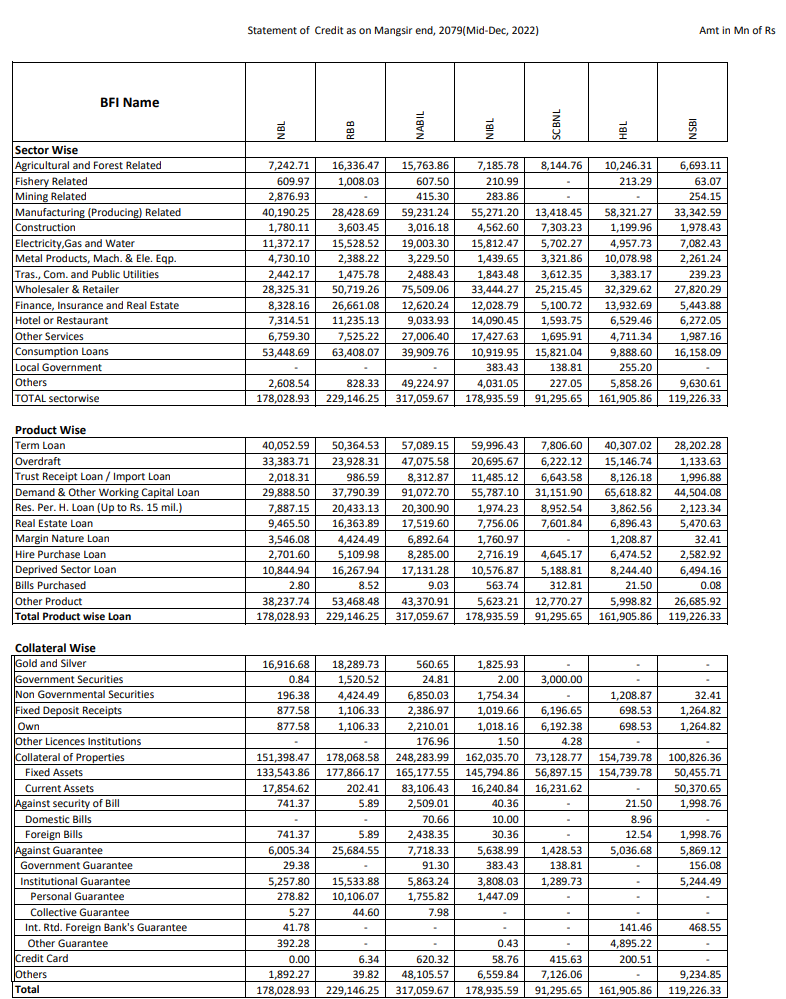 Statement of Credit as on Mangsir end, 2079(Mid-Dec, 2022) Amt in Mn of Rs
BFI Name NBL RBB NABIL NIBL SCBNL HBL NSBI
Sector Wise
Agricultural and Forest Related 7,242.71 16,336.47 15,763.86 7,185.78 8,144.76 10,246.31 6,693.11
Fishery Related 609.97 1,008.03 607.50 210.99 - 213.29 63.07
Mining Related 2,876.93 - 415.30 283.86 - - 254.15
Manufacturing (Producing) Related 40,190.25 28,428.69 59,231.24 55,271.20 13,418.45 58,321.27 33,342.59
Construction 1,780.11 3,603.45 3,016.18 4,562.60 7,303.23 1,199.96 1,978.43
Electricity,Gas and Water 11,372.17 15,528.52 19,003.30 15,812.47 5,702.27 4,957.73 7,082.43
Metal Products, Mach. & Ele. Eqp. 4,730.10 2,388.22 3,229.50 1,439.65 3,321.86 10,078.98 2,261.24
Tras., Com. and Public Utilities 2,442.17 1,475.78 2,488.43 1,843.48 3,612.35 3,383.17 239.23
Wholesaler & Retailer 28,325.31 50,719.26 75,509.06 33,444.27 25,215.45 32,329.62 27,820.29
Finance, Insurance and Real Estate 8,328.16 26,661.08 12,620.24 12,028.79 5,100.72 13,932.69 5,443.88
Hotel or Restaurant 7,314.51 11,235.13 9,033.93 14,090.45 1,593.75 6,529.46 6,272.05
Other Services 6,759.30 7,525.22 27,006.40 17,427.63 1,695.91 4,711.34 1,987.16
Consumption Loans 53,448.69 63,408.07 39,909.76 10,919.95 15,821.04 9,888.60 16,158.09
Local Government - - - 383.43 138.81 255.20 -
Others 2,608.54 828.33 49,224.97 4,031.05 227.05 5,858.26 9,630.61
TOTAL sectorwise 178,028.93 229,146.25 317,059.67 178,935.59 91,295.65 161,905.86 119,226.33
Product Wise
Term Loan 40,052.59 50,364.53 57,089.15 59,996.43 7,806.60 40,307.02 28,202.28
Overdraft 33,383.71 23,928.31 47,075.58 20,695.67 6,222.12 15,146.74 1,133.63
Trust Receipt Loan / Import Loan 2,018.31 986.59 8,312.87 11,485.12 6,643.58 8,126.18 1,996.88
Demand & Other Working Capital Loan 29,888.50 37,790.39 91,072.70 55,787.10 31,151.90 65,618.82 44,504.08
Res. Per. H. Loan (Up to Rs. 15 mil.) 7,887.15 20,433.13 20,300.90 1,974.23 8,952.54 3,862.56 2,123.34
Real Estate Loan 9,465.50 16,363.89 17,519.60 7,756.06 7,601.84 6,896.43 5,470.63
Margin Nature Loan 3,546.08 4,424.49 6,892.64 1,760.97 - 1,208.87 32.41
Hire Purchase Loan 2,701.60 5,109.98 8,285.00 2,716.19 4,645.17 6,474.52 2,582.92
Deprived Sector Loan 10,844.94 16,267.94 17,131.28 10,576.87 5,188.81 8,244.40 6,494.16
Bills Purchased 2.80 8.52 9.03 563.74 312.81 21.50 0.08
Other Product 38,237.74 53,468.48 43,370.91 5,623.21 12,770.27 5,998.82 26,685.92
Total Product wise Loan 178,028.93 229,146.25 317,059.67 178,935.59 91,295.65 161,905.86 119,226.33
Collateral Wise
Gold and Silver 16,916.68 18,289.73 560.65 1,825.93 - - -
Government Securities 0.84 1,520.52 24.81 2.00 3,000.00 - -
Non Governmental Securities 196.38 4,424.49 6,850.03 1,754.34 - 1,208.87 32.41
Fixed Deposit Receipts 877.58 1,106.33 2,386.97 1,019.66 6,196.65 698.53 1,264.82
Own 877.58 1,106.33 2,210.01 1,018.16 6,192.38 698.53 1,264.82
Other Licences Institutions - - 176.96 1.50 4.28 - -
Collateral of Properties 151,398.47 178,068.58 248,283.99 162,035.70 73,128.77 154,739.78 100,826.36
Fixed Assets 133,543.86 177,866.17 165,177.55 145,794.86 56,897.15 154,739.78 50,455.71
Current Assets 17,854.62 202.41 83,106.43 16,240.84 16,231.62 50,370.65
Against security of Bill 741.37 5.89 2,509.01 40.36 - 21.50 1,998.76
Domestic Bills - - 70.66 10.00 - 8.96 -
Foreign Bills 741.37 5.89 2,438.35 30.36 - 12.54 1,998.76
Against Guarantee 6,005.34 25,684.55 7,718.33 5,638.99 1,428.53 5,036.68 5,869.12
Government Guarantee 29.38 - 91.30 383.43 138.81 156.08
Institutional Guarantee 5,257.80 15,533.88 5,863.24 3,808.03 1,289.73 - 5,244.49
Personal Guarantee 278.82 10,106.07 1,755.82 1,447.09 - - -
Collective Guarantee 5.27 44.60 7.98 - - - -
Int. Rtd. Foreign Bank's Guarantee 41.78 - - - - 141.46 468.55
Other Guarantee 392.28 - - 0.43 - 4,895.22 -
Credit Card 0.00 6.34 620.32 58.76 415.63 200.51 -
Others 1,892.27 39.82 48,105.57 6,559.84 7,126.06 - 9,234.85
Total 178,028.93 229,146.25 317,059.67 178,935.59 91,295.65 161,905.86 119,226.33